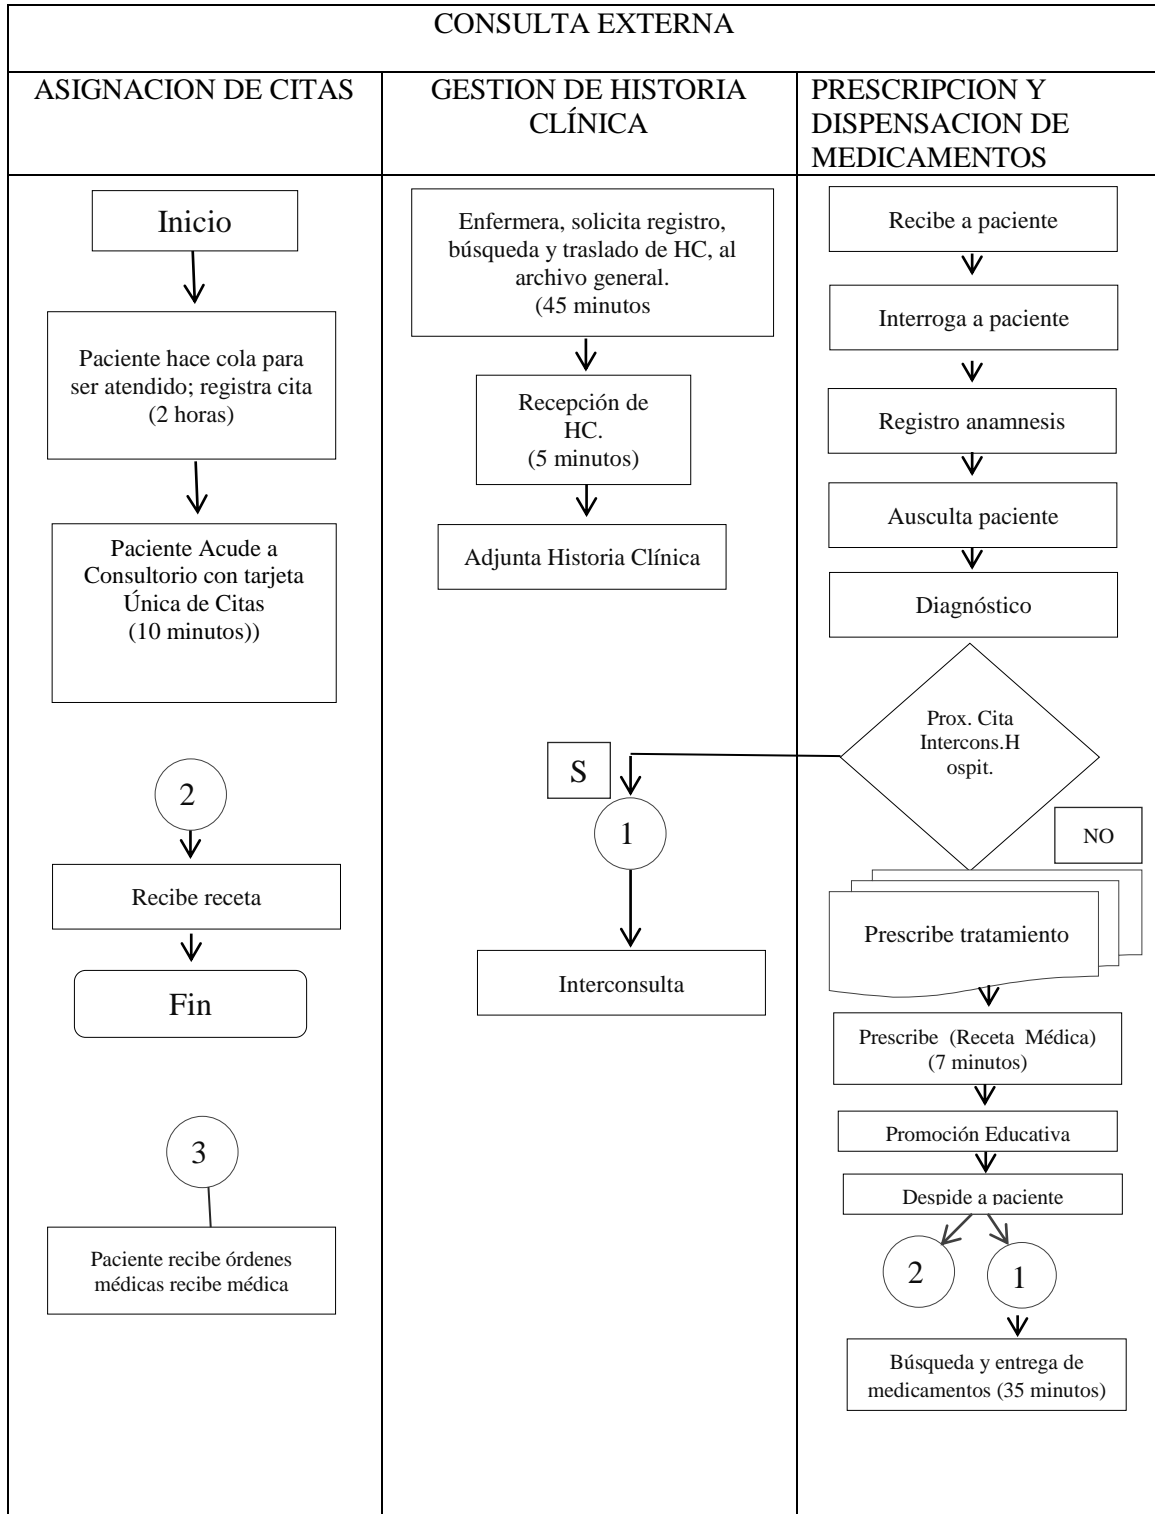 CONSULTA EXTERNA
ASIGNACION DE CITAS
GESTION DE HISTORIA
CLÍNICA
PRESCRIPCION Y
DISPENSACION DE
MEDICAMENTOS
Inicio
Paciente hace cola para
ser atendido; registra cita
(2 horas)
Paciente Acude a
Consultorio con tarjeta
Única de Citas
(10 minutos))
2
Recibe receta
Fin
3
Paciente recibe órdenes
médicas recibe médica
Enfermera, solicita registro,
búsqueda y traslado de HC, al
archivo general.
(45 minutos
Recepción de
HC.
(5 minutos)
Adjunta Historia Clínica
S
1
Interconsulta
Recibe a paciente
Interroga a paciente
Registro anamnesis
Ausculta paciente
Diagnóstico
Prox. Cita
Intercons.H
ospit.
NO
Prescribe tratamiento
Prescribe (Receta Médica)
(7 minutos)
Promoción Educativa
Despide a paciente
2
1
Búsqueda y entrega de
medicamentos (35 minutos)